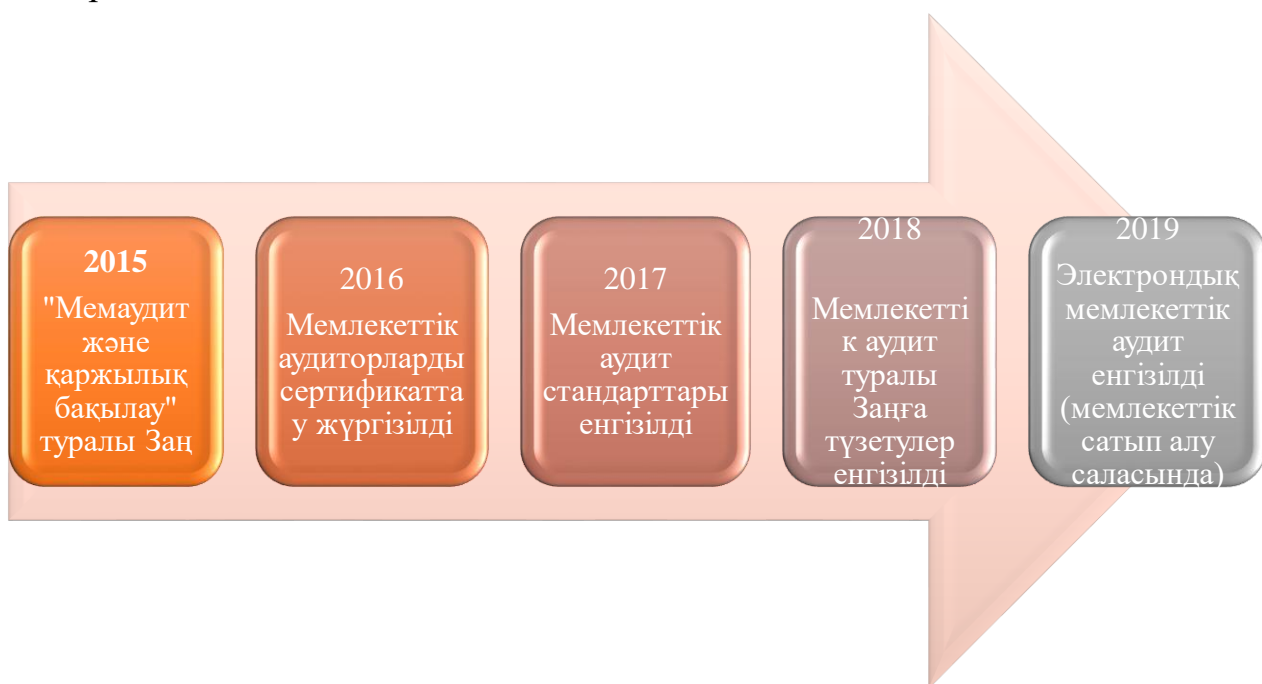 2015
"Мемаудит
және
қаржылық
бақылау"
туралы Заң
2016
Мемлекеттік
аудиторларды
сертификатта
у жүргізілді
2017
Мемлекеттік
аудит
стандарттары
енгізілді
2018
Мемлекетті
к аудит
туралы
Заңға
түзетулер
енгізілді
2019
Электрондық
мемлекеттік
аудит
енгізілді
(мемлекеттік
сатып алу
саласында)